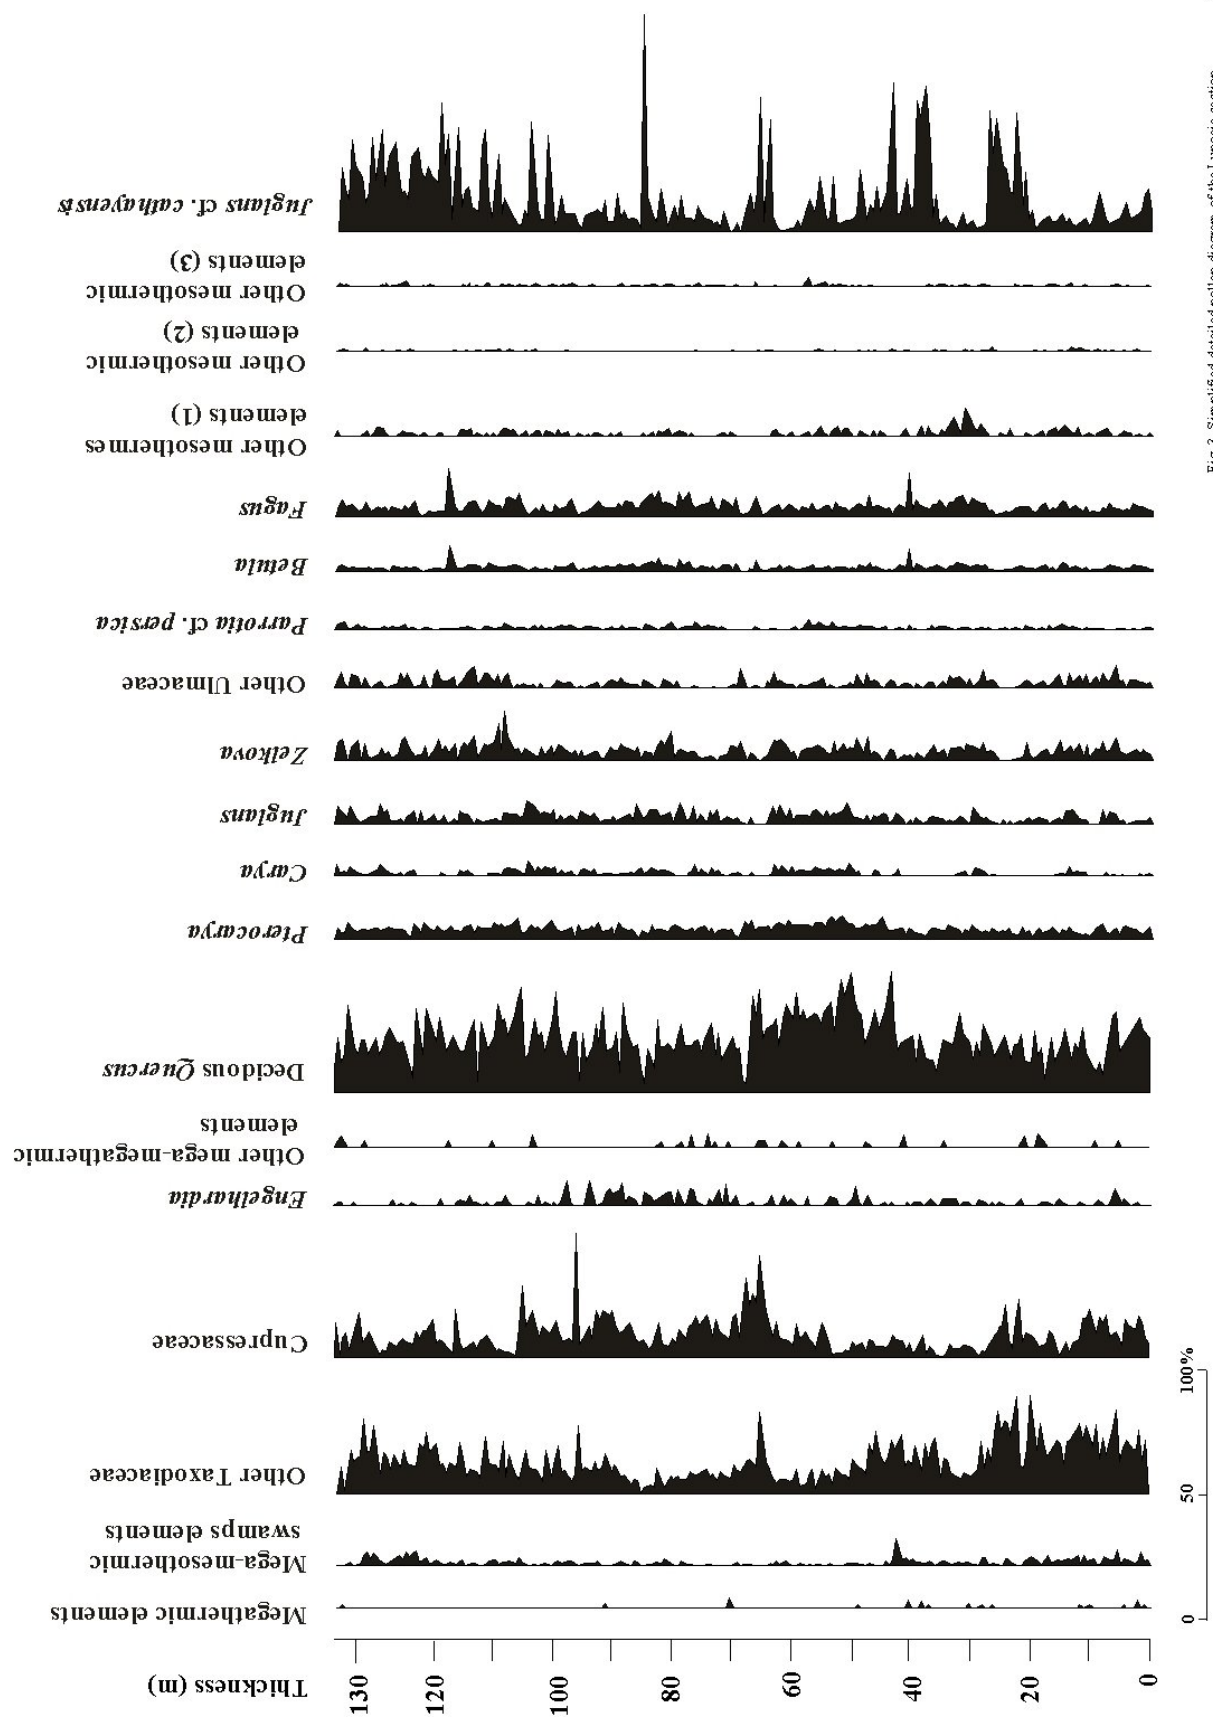 Juglans cf. cathayensis
Other mesothermic
elements (3)
Other mesothermic
elements (2)
Other mesothermes
elements (1)
Fagus
Betula
Parrotia cf. persica
Other Ulmaceae
Zelkova
Juglans
Carya
Pterocarya
Decidous Quercus
Other mega-megathermic
elements
Engelhardia
Cupressaceae
Other Taxodiaceae
Mega-mesothermic
swamps elements
Megathermic elements
Thickness (m)
130
120
100
80
60
40
20
0
0
50
100%